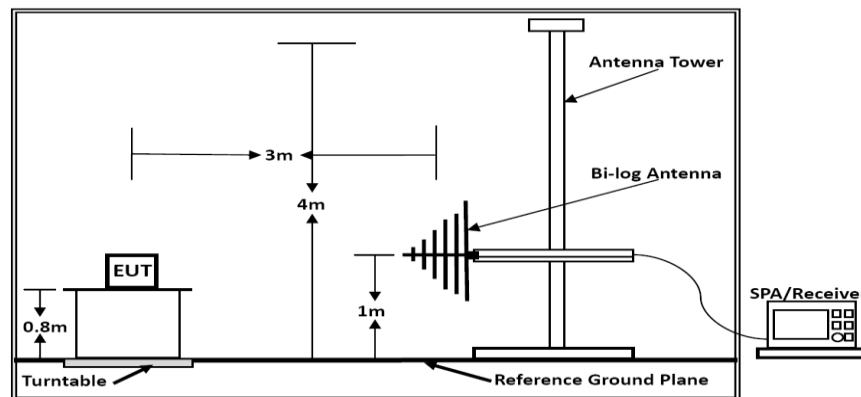 Antenna Tower
3m
Bi-log Antenna
4m
EUT
SPA/Receive
0.8m
1m
Turntable
Reference Ground Plane